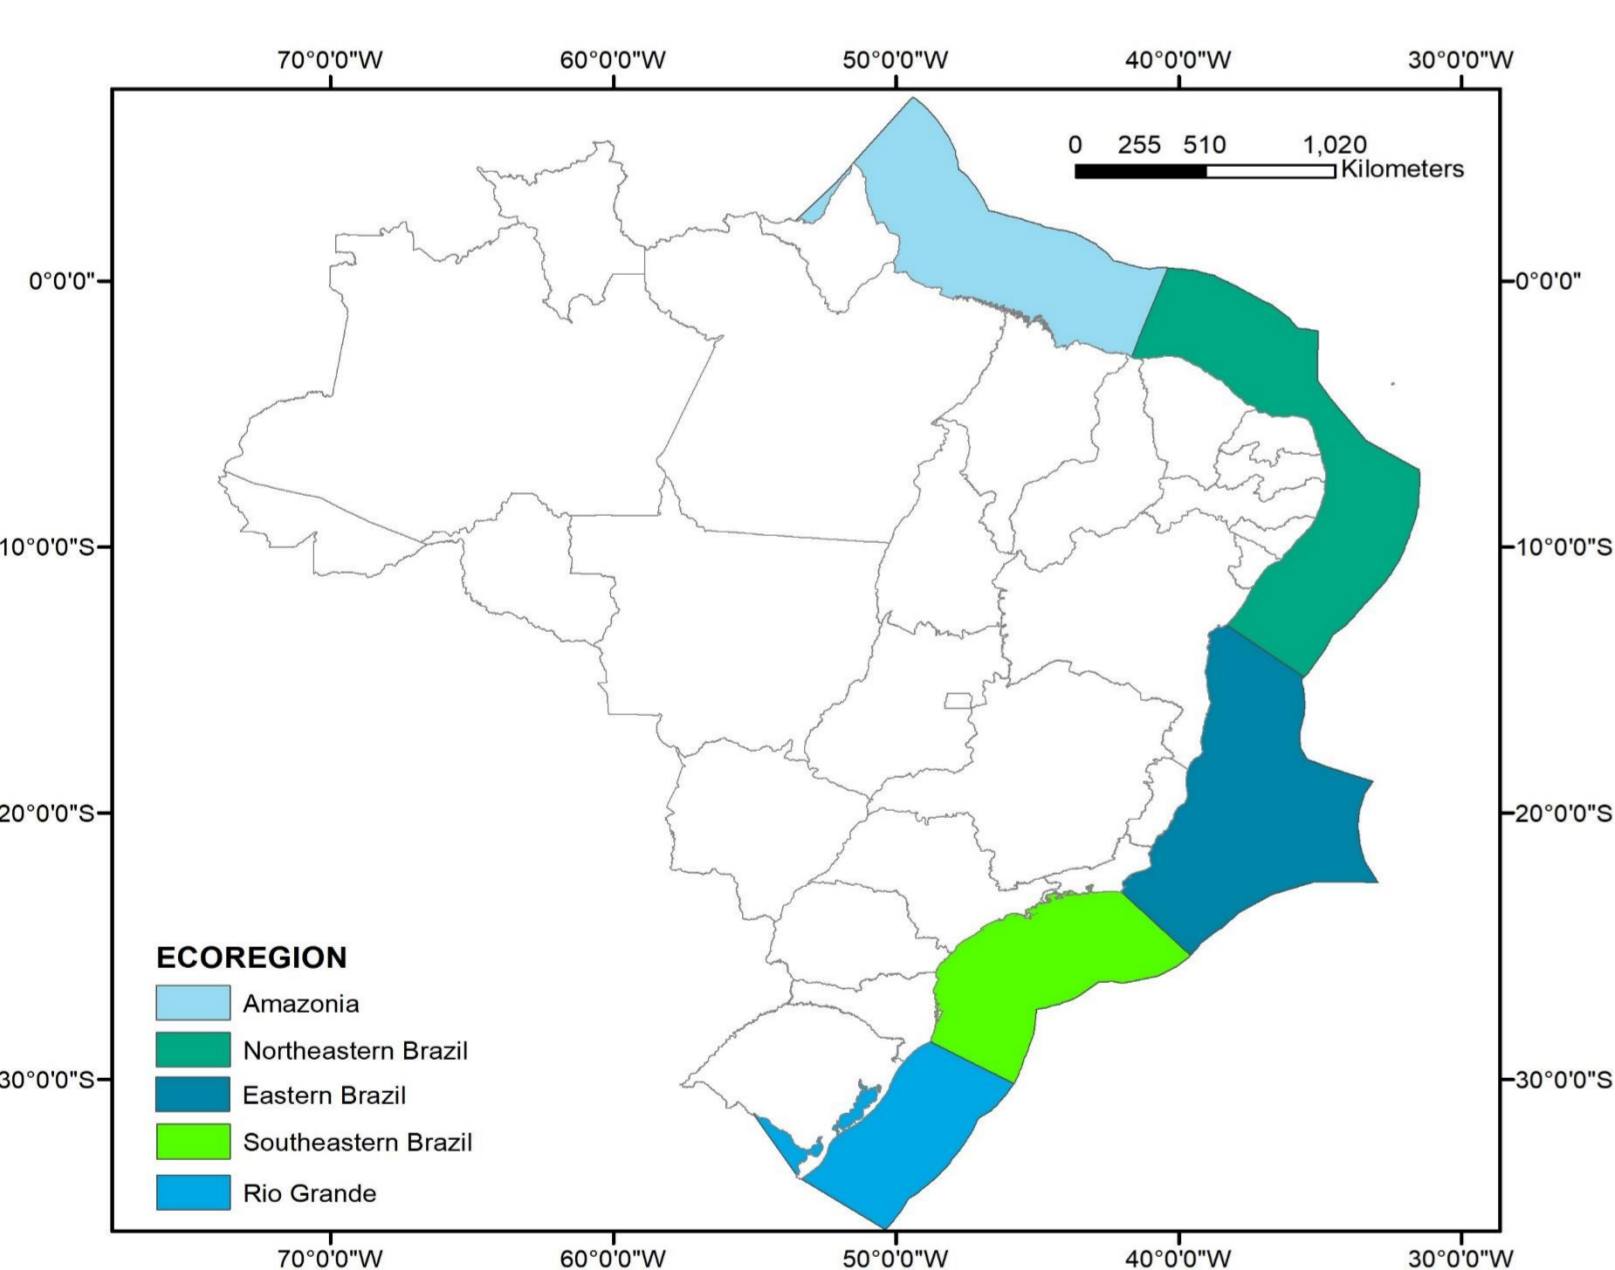 70°0'0"W 60°0'0"W 50°0'0"W 40°0'0"W 30°0'0"W
0 255 510 1,020
Kilometers
0°0'0" 0°0'0"
10°0'0"S 10°0'0"S
20°0'0"S 20°0'0"S
30°0'0"S 30°0'0"S
ECOREGION
Amazonia
Northeastern Brazil
Eastern Brazil
Southeastern Brazil
Rio Grande
70°0'0"W 60°0'0"W 50°0'0"W 40°0'0"W 30°0'0"W